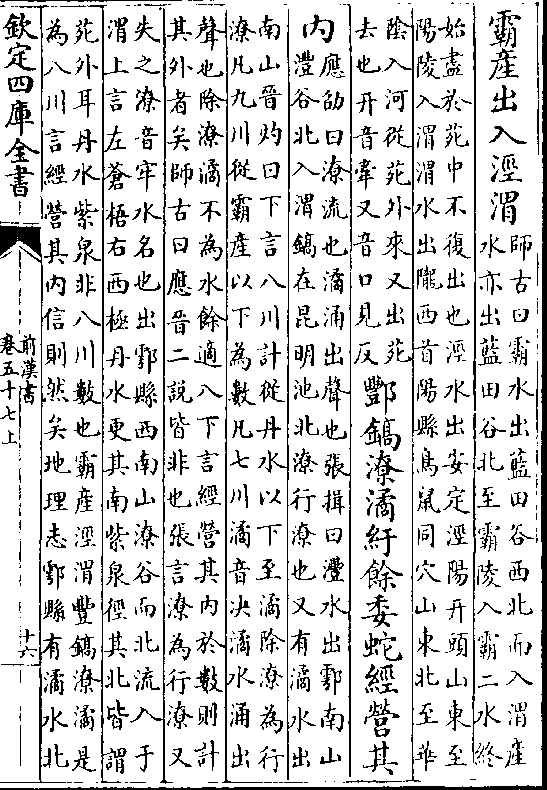 霸產出入涇渭師古曰霸水出藍田谷西北而入渭產
水亦出藍田谷北至霸陵入霸二水終
始盡於苑中不復出也涇水出安定涇陽幵頭山東至
陽陵入渭渭水出隴西首陽縣鳥鼠同穴山東北至華
陰入河從苑外來又出苑
去也幵音牽又音口見反
酆鎬潦潏紆餘委蛇經營其
內應劭曰潦流也潏涌出聲也張揖曰灃水出鄠南山
灃谷北入渭鎬在昆明池北潦行潦也又有潏水出
南山晉灼曰下言八川計從丹水以下至潏除潦為行
潦凡九川從霸產以下為數凡七川潏音決潏水涌出
聲也除潦潏不為水餘適八下言經營其內於數則計
其外者矣師古曰應晉二說皆非也張言潦為行潦又
失之潦音牢水名也出鄠縣西南山潦谷而北流入于
渭上言左蒼梧右西極丹水更其南紫泉徑其北皆謂
苑外耳丹水紫泉非八川數也霸產涇渭豐鎬潦潏是
為八川言經營其內信則然矣地理志鄠縣有潏水北
欽定四庫全書
前漢書
卷五十七上
十六